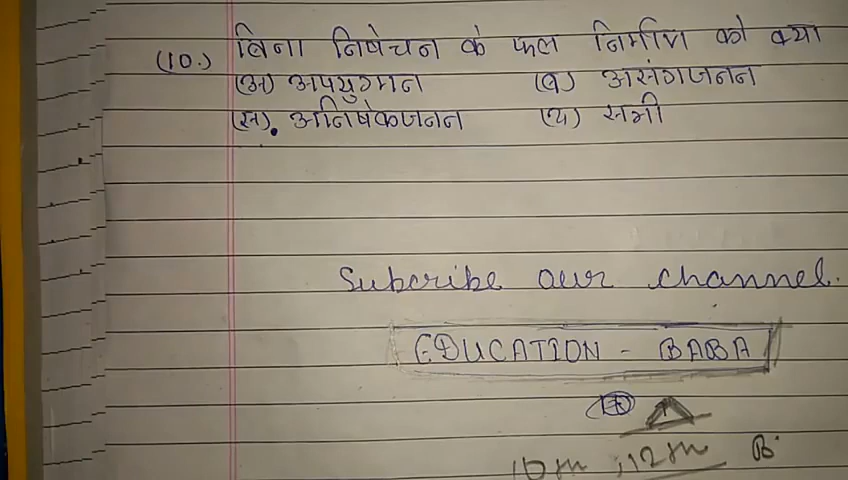 (10.) बिना निषेचन के फल निर्माण को क्या
(अ) अपयुग्मन (ब) असंगजनन
(स). अनिषेकजनन (द) सभी
Subcribe our channel.
EDUCATION - BABA
10th , 12th B